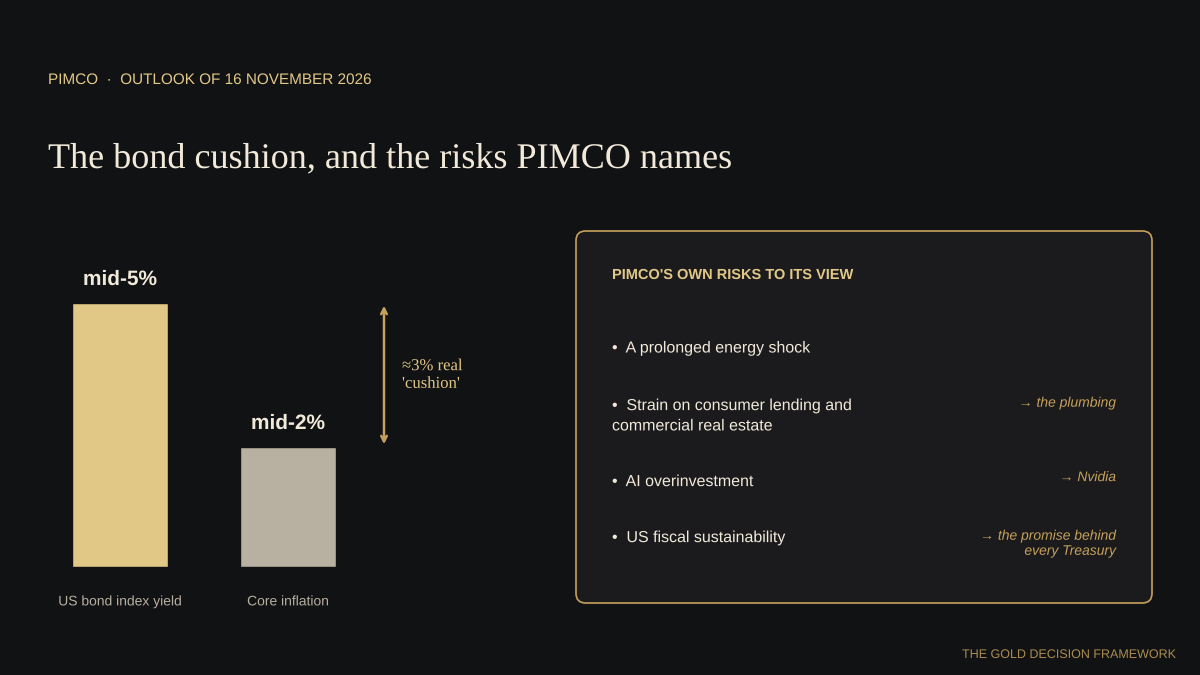 PIMCO · OUTLOOK OF 16 NOVEMBER 2026
The bond cushion, and the risks PIMCO names
mid-5%
mid-2%
≈3% real
'cushion'
US bond index yield
Core inflation
PIMCO'S OWN RISKS TO ITS VIEW
• A prolonged energy shock
• Strain on consumer lending and
commercial real estate
→ the plumbing
• AI overinvestment
→ Nvidia
• US fiscal sustainability
→ the promise behind
every Treasury
THE GOLD DECISION FRAMEWORK